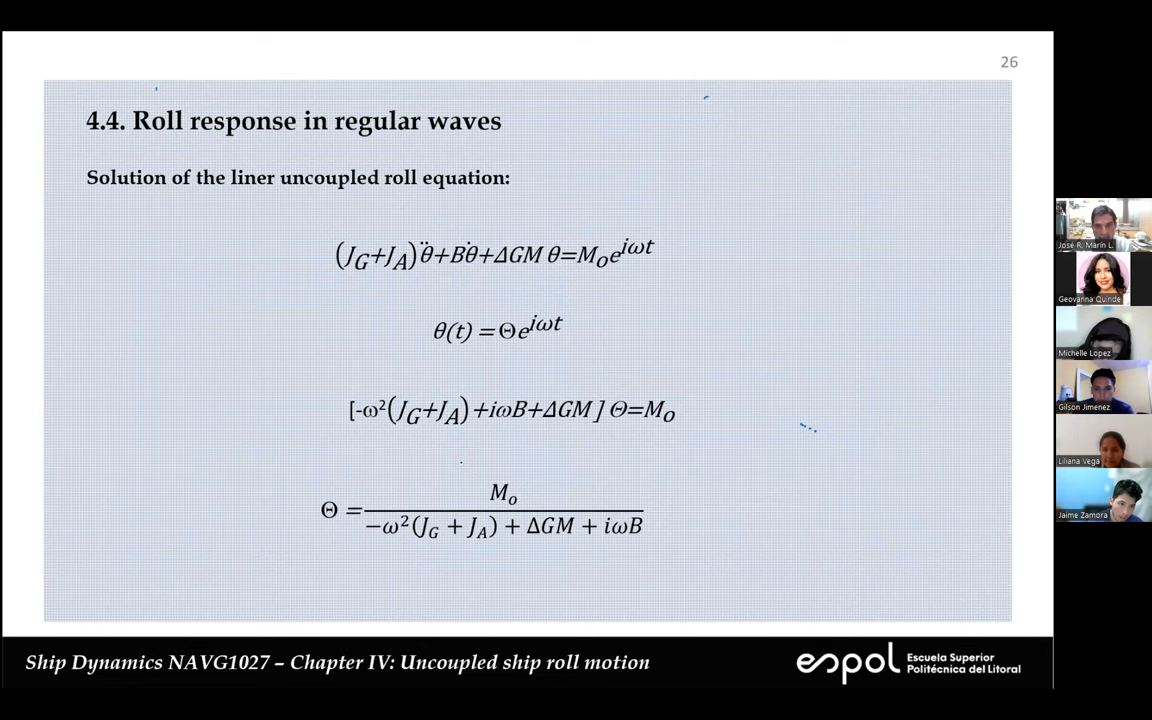 26
4.4. Roll response in regular waves
Solution of the liner uncoupled roll equation:
(J_G+J_A)θ̈+Bθ̇+ΔGM θ=M_o e^{iωt}
θ(t) = Θe^{iωt}
[-ω²(J_G+J_A)+iωB+ΔGM ] Θ=M_o
Θ = M_o / (−ω²(J_G + J_A) + ΔGM + iωB)
José R. Marín L.
Geovanna Quinde
Michelle Lopez
Gilson Jimenez
Liliana Vega
Jaime Zamora
Ship Dynamics NAVG1027 – Chapter IV: Uncoupled ship roll motion
espol
Escuela Superior
Politécnica del Litoral